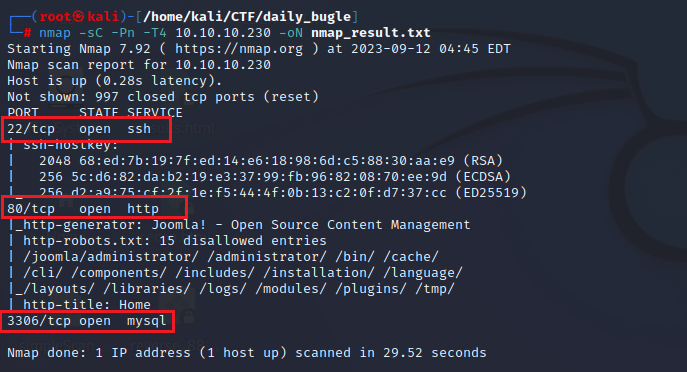 ┌──(root㉿kali)-[/home/kali/CTF/daily_bugle]
└─# nmap -sC -Pn -T4 10.10.10.230 -oN nmap_result.txt
Starting Nmap 7.92 ( https://nmap.org ) at 2023-09-12 04:45 EDT
Nmap scan report for 10.10.10.230
Host is up (0.28s latency).
Not shown: 997 closed tcp ports (reset)
PORT     STATE SERVICE
22/tcp   open  ssh
| ssh-hostkey:
|   2048 68:ed:7b:19:7f:ed:14:e6:18:98:6d:c5:88:30:aa:e9 (RSA)
|   256 5c:d6:82:da:b2:19:e3:37:99:fb:96:82:08:70:ee:9d (ECDSA)
|_  256 d2:a9:75:cf:2f:1e:f5:44:4f:0b:13:c2:0f:d7:37:cc (ED25519)
80/tcp   open  http
|_http-generator: Joomla! - Open Source Content Management
| http-robots.txt: 15 disallowed entries
| /joomla/administrator/ /administrator/ /bin/ /cache/
| /cli/ /components/ /includes/ /installation/ /language/
|_/layouts/ /libraries/ /logs/ /modules/ /plugins/ /tmp/
|_http-title: Home
3306/tcp open  mysql
Nmap done: 1 IP address (1 host up) scanned in 29.52 seconds